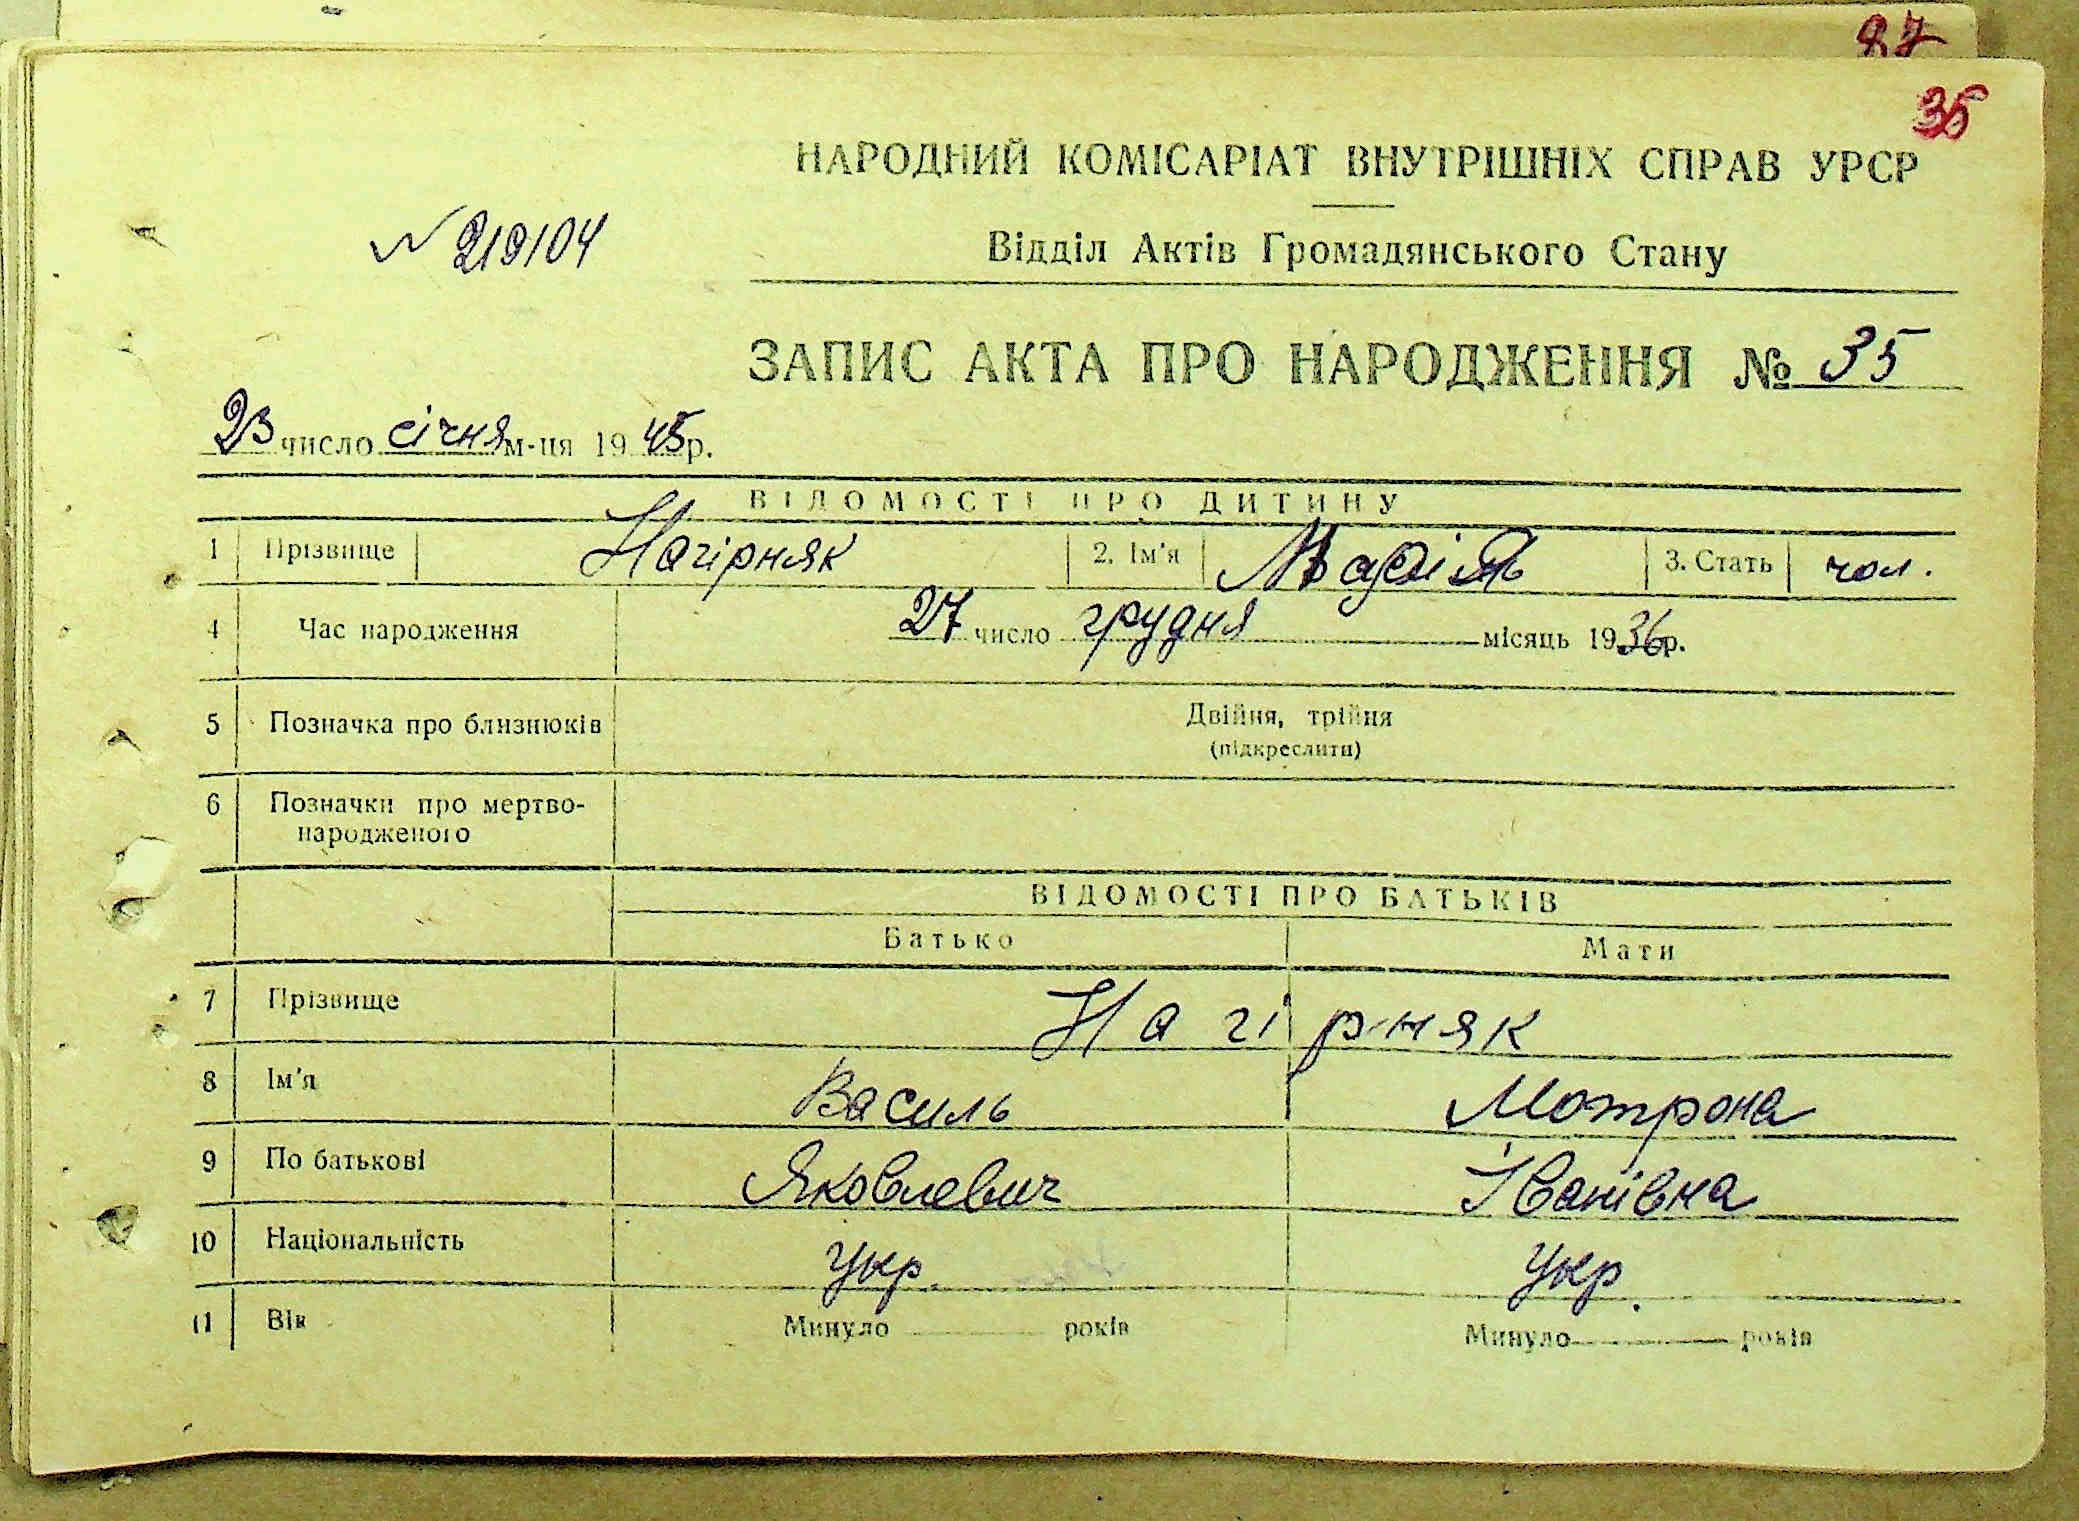 27
35
НАРОДНИЙ КОМІСАРІАТ ВНУТРІШНІХ СПРАВ УРСР
N 219104
Відділ Актів Громадянського Стану
ЗАПИС АКТА ПРО НАРОДЖЕННЯ № 35
23 число січня м-ця 1945 р.
ВІДОМОСТІ ПРО ДИТИНУ
1 Прізвище Нагірняк 2. Ім'я 3. Стать чол.
4 Час народження 27 число грудня місяць 1936 р.
5 Позначка про близнюків Двійня, трійня
(підкреслити)
6 Позначки про мертво-
народженого
ВІДОМОСТІ ПРО БАТЬКІВ
Батько Мати
7 Прізвище Нагірняк
8 Ім'я Василь Мотрона
9 По батькові Яковлевич Іванівна
10 Національність Укр. Укр.
11 Вік Минуло років Минуло років